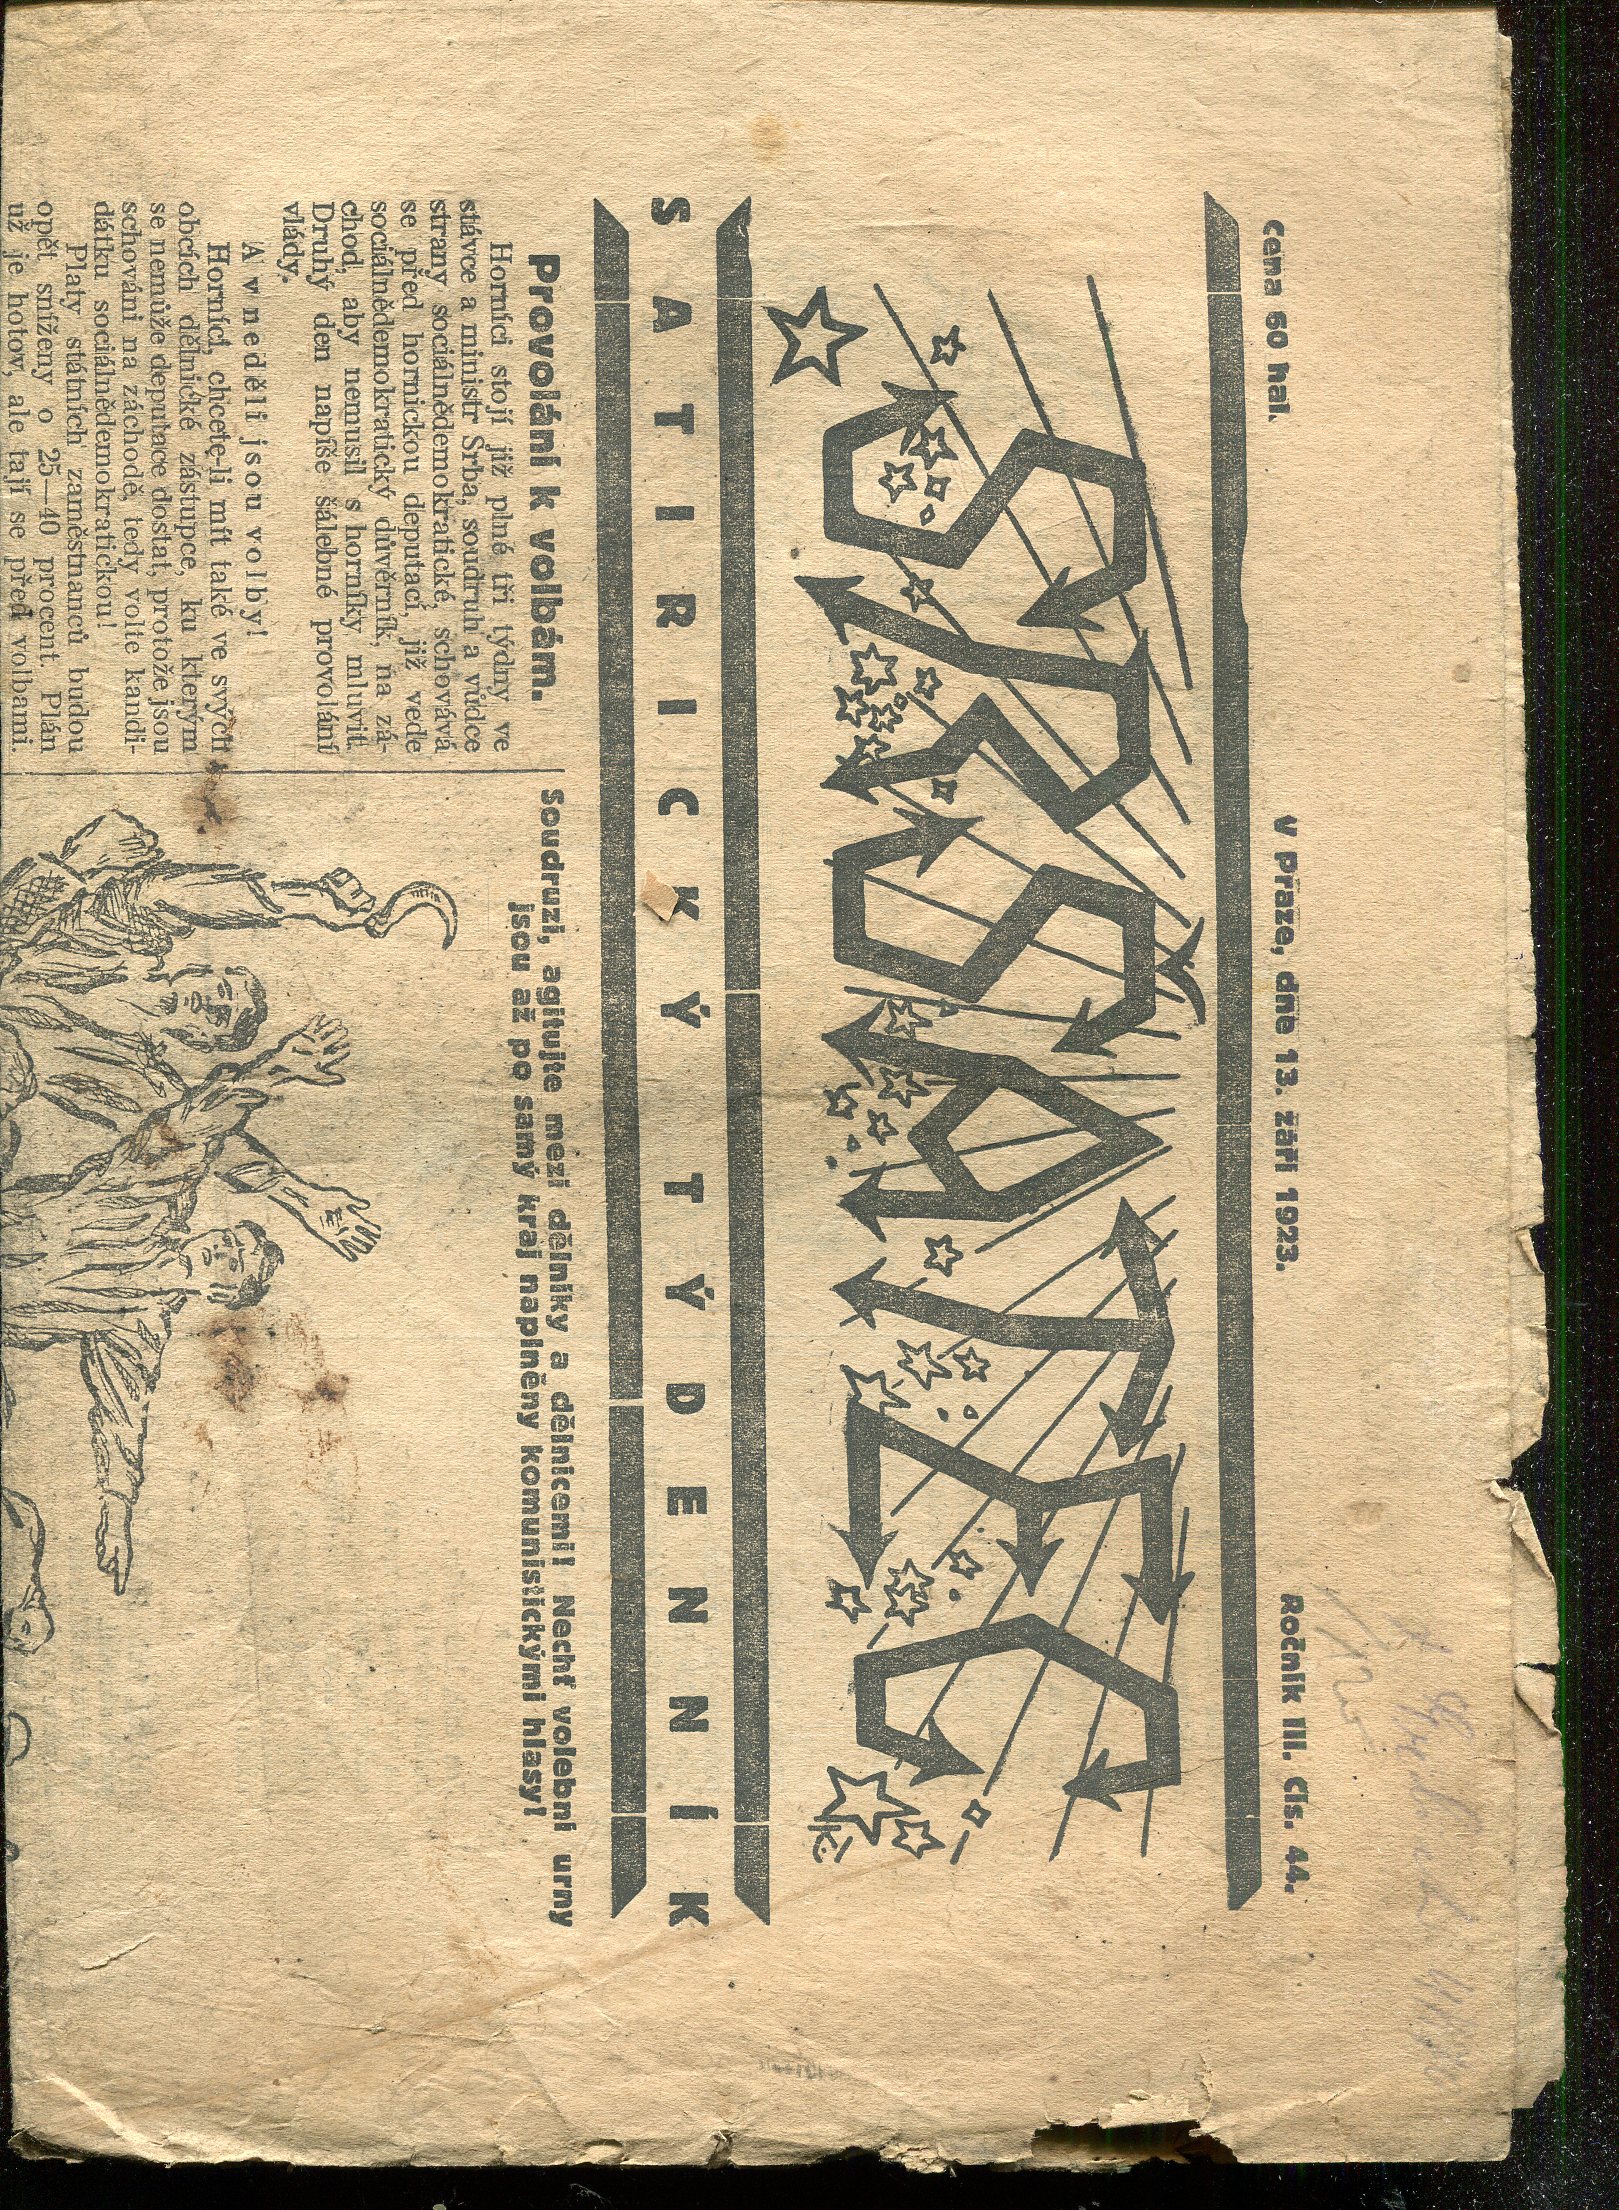 Cena 60 hal.
V Praze, dne 13. září 1923.
Ročník III. Čís. 44.
SRŠATEC
SATIRICKÝ TÝDENNÍK
Provolání k volbám.
Horníci stojí již plné tři týdny ve
stávce a ministr Srba, soudruh a vůdce
strany sociálnědemokratické, schovává
se před hornickou deputací, již vede
sociálnědemokratický důvěrník, na zá-
chod, aby nemusil s horníky mluvit.
Druhý den napíše šalebné provolání
vlády.
A v neděli jsou volby!
Horníci, chcete-li mít také ve svých
obcích dělnické zástupce, ku kterým
se nemůže deputace dostat, protože jsou
schováni na záchodě, tedy volte kandi-
dátku sociálnědemokratickou!
Platy státních zaměstnanců budou
opět sníženy o 25—40 procent. Plán
už je hotov, ale tají se před volbami.
Soudruzi, agitujte mezi dělníky a dělnicemi! Nechť volební urny
jsou až po samý kraj naplněny komunistickými hlasy!